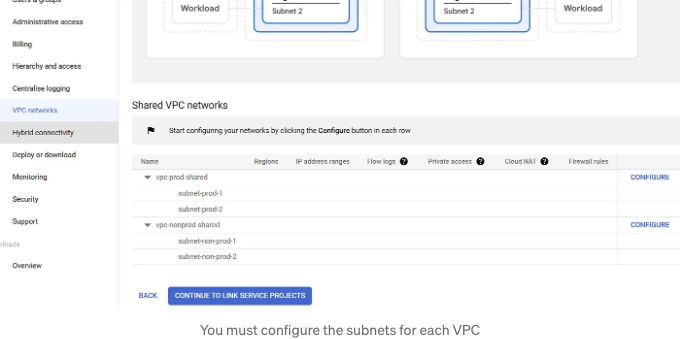 Users & groups
Administrative access
Billing
Hierarchy and access
Centralise logging
VPC networks
Hybrid connectivity
Deploy or download
Monitoring
Security
Support
Overview
Workload
Subnet 2
Subnet 2
Workload
Shared VPC networks
Start configuring your networks by clicking the Configure button in each row
Name Regions IP address ranges Flow logs ? Private access ? Cloud NAT ? Firewall rules
vpc-prod-shared CONFIGURE
subnet-prod-1
subnet-prod-2
vpc-nonprod-shared CONFIGURE
subnet-non-prod-1
subnet-non-prod-2
BACK CONTINUE TO LINK SERVICE PROJECTS
You must configure the subnets for each VPC